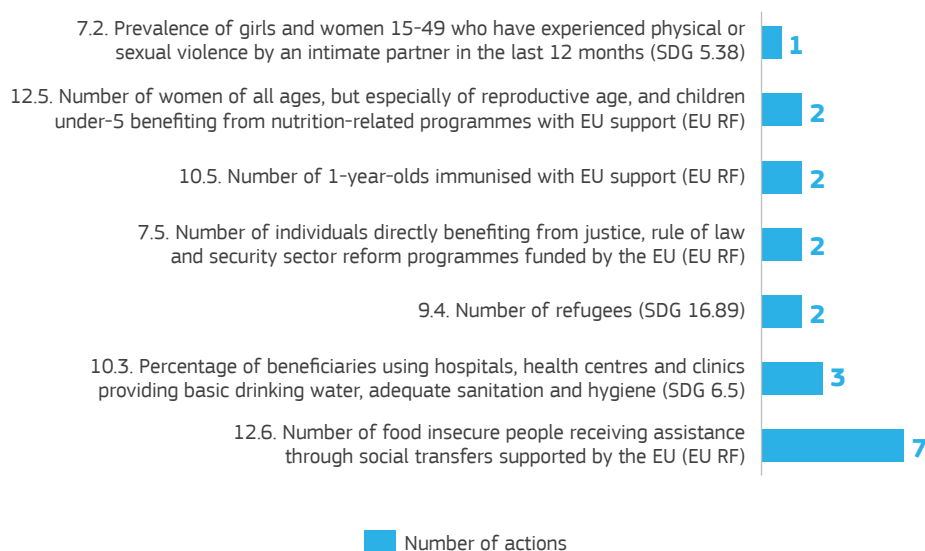 7.2. Prevalence of girls and women 15-49 who have experienced physical or
sexual violence by an intimate partner in the last 12 months (SDG 5.38)
1
12.5. Number of women of all ages, but especially of reproductive age, and children
under-5 benefiting from nutrition-related programmes with EU support (EU RF)
2
10.5. Number of 1-year-olds immunised with EU support (EU RF)
2
7.5. Number of individuals directly benefiting from justice, rule of law
and security sector reform programmes funded by the EU (EU RF)
2
9.4. Number of refugees (SDG 16.89)
2
10.3. Percentage of beneficiaries using hospitals, health centres and clinics
providing basic drinking water, adequate sanitation and hygiene (SDG 6.5)
3
12.6. Number of food insecure people receiving assistance
through social transfers supported by the EU (EU RF)
7
Number of actions